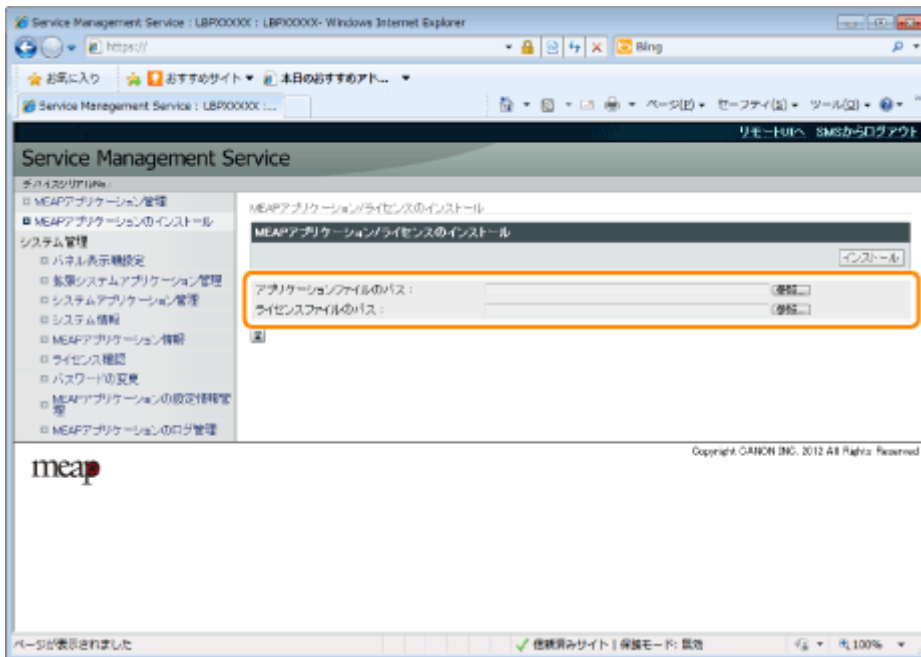 Service Management Service : LBPXXXXX : LBPXXXXX- Windows Internet Explorer
https://
Bing
お気に入り おすすめサイト 本日のおすすめアド...
Service Management Service : LBPXXXXX :...
ページ(P) セーフティ(S) ツール(O)
リモートUIへ SMSからログアウト
Service Management Service
デバイスシリアルNo.:
MEAPアプリケーション管理
MEAPアプリケーションのインストール
システム管理
パネル表示機設定
拡張システムアプリケーション管理
システムアプリケーション管理
システム情報
MEAPアプリケーション情報
ライセンス確認
パスワードの変更
MEAPアプリケーションの設定情報管
理
MEAPアプリケーションのログ管理
MEAPアプリケーション/ライセンスのインストール
MEAPアプリケーション/ライセンスのインストール
インストール
アプリケーションファイルのパス : 参照...
ライセンスファイルのパス : 参照...
Copyright CANON INC. 2012 All Rights Reserved
meap
ページが表示されました
信頼済みサイト | 保護モード: 無効
100%